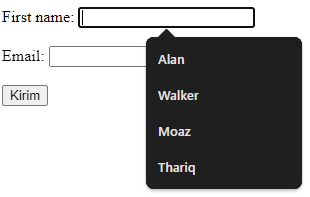 First name:
Alan
Email:
Walker
Kirim
Moaz
Thariq